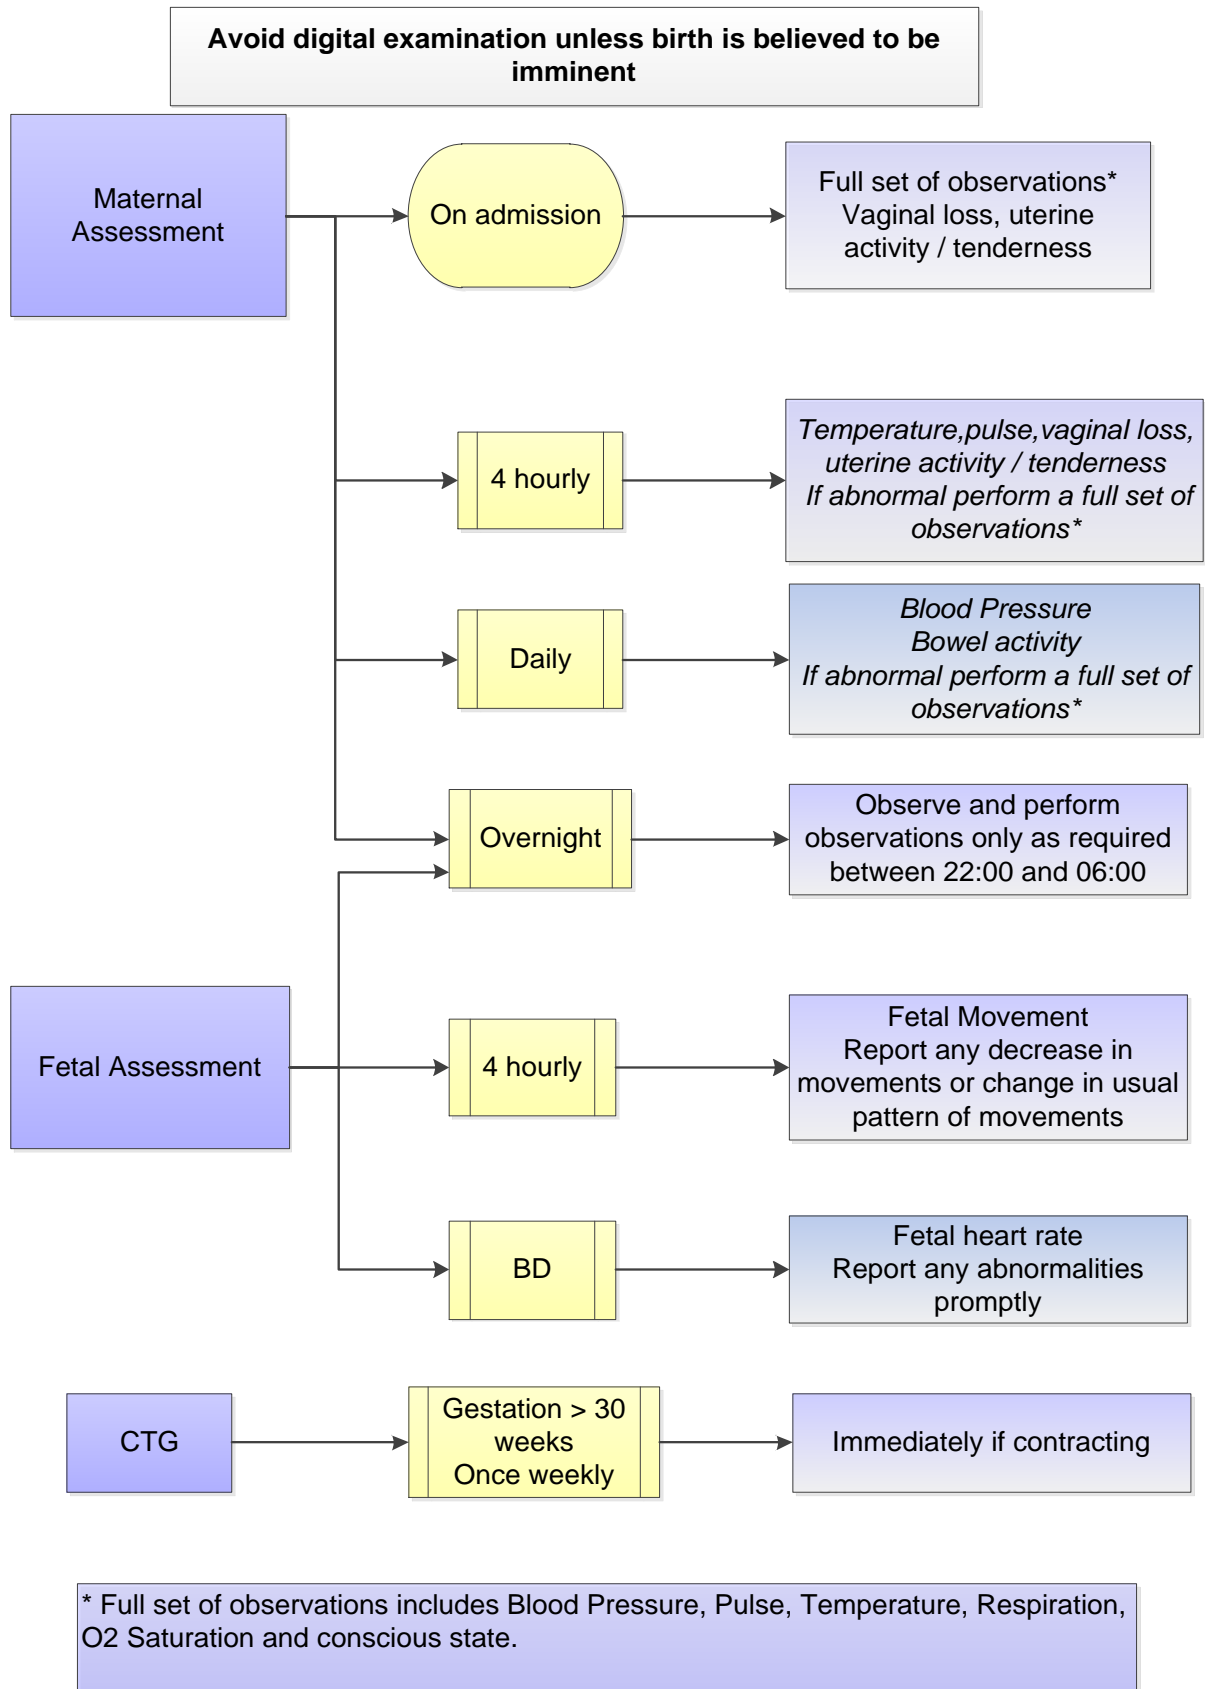 Avoid digital examination unless birth is believed to be
imminent
Maternal
Assessment
On admission
Full set of observations*
Vaginal loss, uterine
activity / tenderness
4 hourly
Temperature,pulse,vaginal loss,
uterine activity / tenderness
If abnormal perform a full set of
observations*
Daily
Blood Pressure
Bowel activity
If abnormal perform a full set of
observations*
Overnight
Observe and perform
observations only as required
between 22:00 and 06:00
Fetal Assessment
4 hourly
Fetal Movement
Report any decrease in
movements or change in usual
pattern of movements
BD
Fetal heart rate
Report any abnormalities
promptly
CTG
Gestation > 30
weeks
Once weekly
Immediately if contracting
* Full set of observations includes Blood Pressure, Pulse, Temperature, Respiration,
O2 Saturation and conscious state.